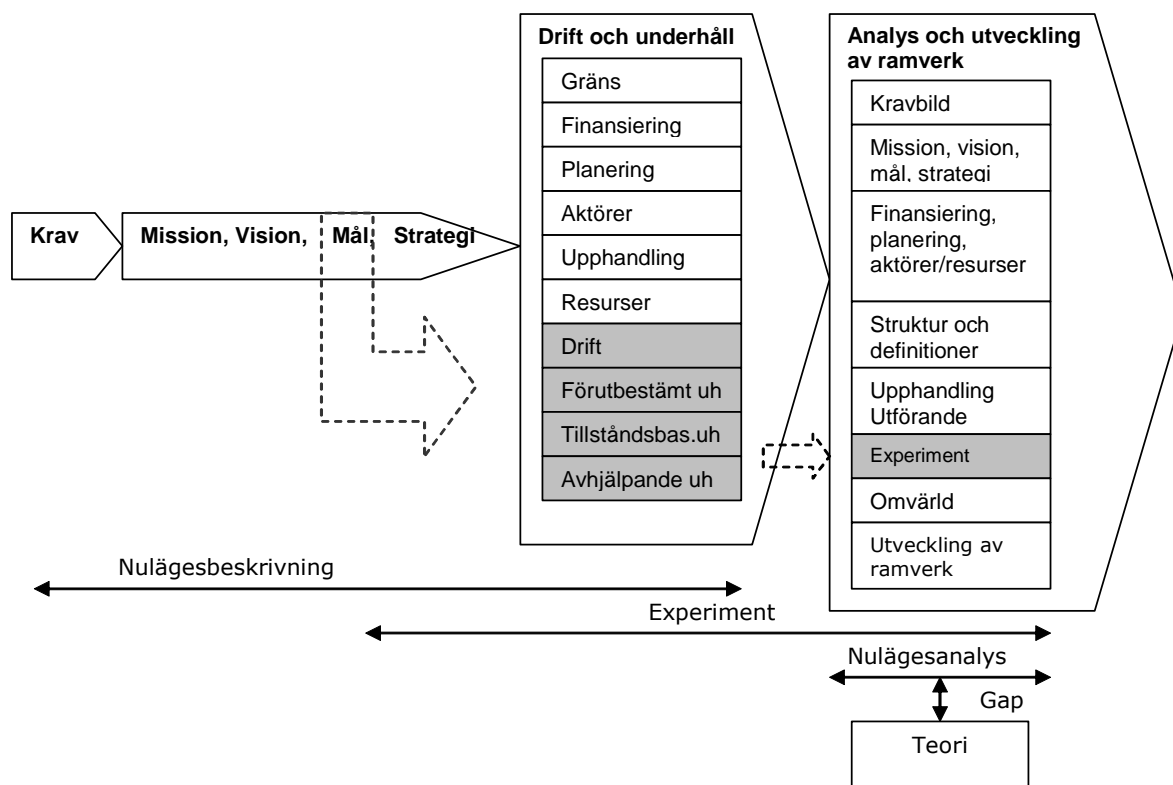 Krav
Mission, Vision, Mål, Strategi
Drift och underhåll
Gräns
Finansiering
Planering
Aktörer
Upphandling
Resurser
Drift
Förutbestämt uh
Tillståndsbas.uh
Avhjälpande uh
Analys och utveckling
av ramverk
Kravbild
Mission, vision,
mål, strategi
Finansiering,
planering,
aktörer/resurser
Struktur och
definitioner
Upphandling
Utförande
Experiment
Omvärld
Utveckling av
ramverk
Nulägesbeskrivning
Experiment
Nulägesanalys
Gap
Teori